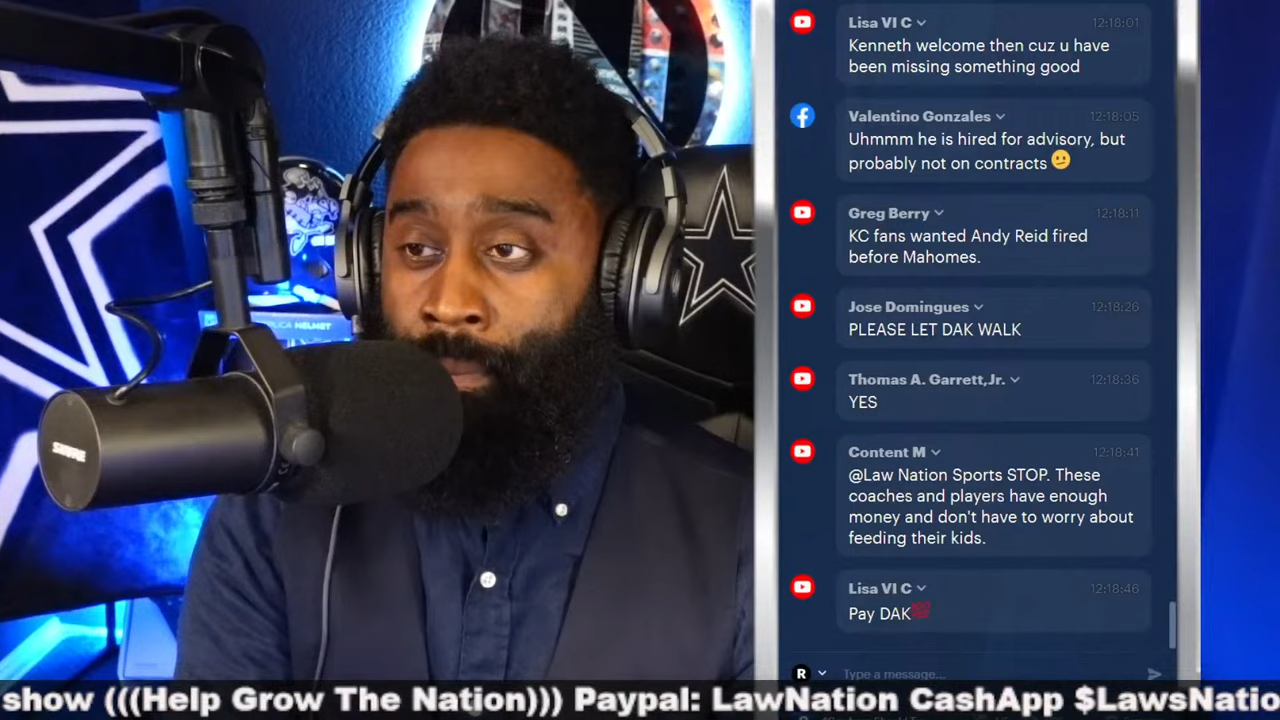 Lisa VI C 12:18:01
Kenneth welcome then cuz u have
been missing something good
Valentino Gonzales 12:18:05
Uhmmm he is hired for advisory, but
probably not on contracts 🫤
Greg Berry 12:18:11
KC fans wanted Andy Reid fired
before Mahomes.
Jose Domingues 12:18:26
PLEASE LET DAK WALK
Thomas A. Garrett,Jr. 12:18:36
YES
Content M 12:18:41
@Law Nation Sports STOP. These
coaches and players have enough
money and don't have to worry about
feeding their kids.
Lisa VI C 12:18:46
Pay DAK💯
R
Type a message...
HELMET
SHURE
show (((Help Grow The Nation))) Paypal: LawNation CashApp $LawsNatio